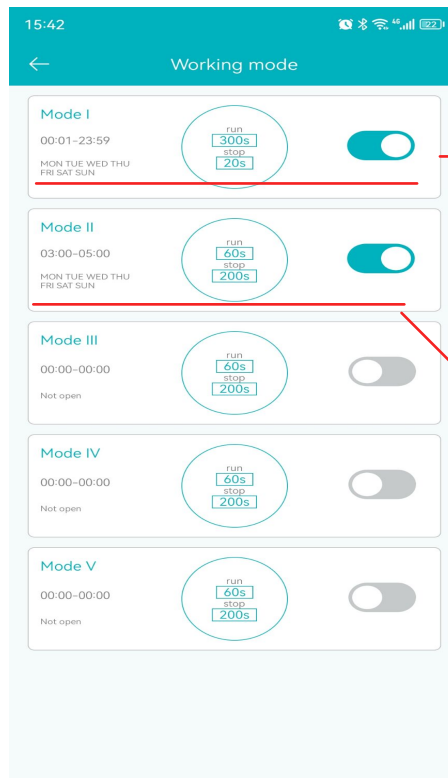 15:42
4G
22
Working mode
Mode I
00:01-23:59
MON TUE WED THU
FRI SAT SUN
run
300s
stop
20s
Mode II
03:00-05:00
MON TUE WED THU
FRI SAT SUN
run
60s
stop
200s
Mode III
00:00-00:00
Not open
run
60s
stop
200s
Mode IV
00:00-00:00
Not open
run
60s
stop
200s
Mode V
00:00-00:00
Not open
run
60s
stop
200s